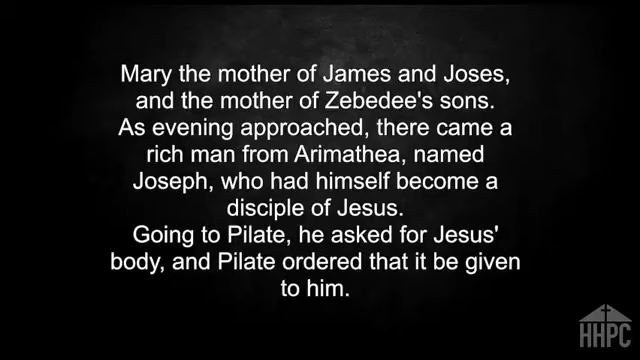 Mary the mother of James and Joses,
and the mother of Zebedee's sons.
As evening approached, there came a
rich man from Arimathea, named
Joseph, who had himself become a
disciple of Jesus.
Going to Pilate, he asked for Jesus'
body, and Pilate ordered that it be given
to him.
HHPC